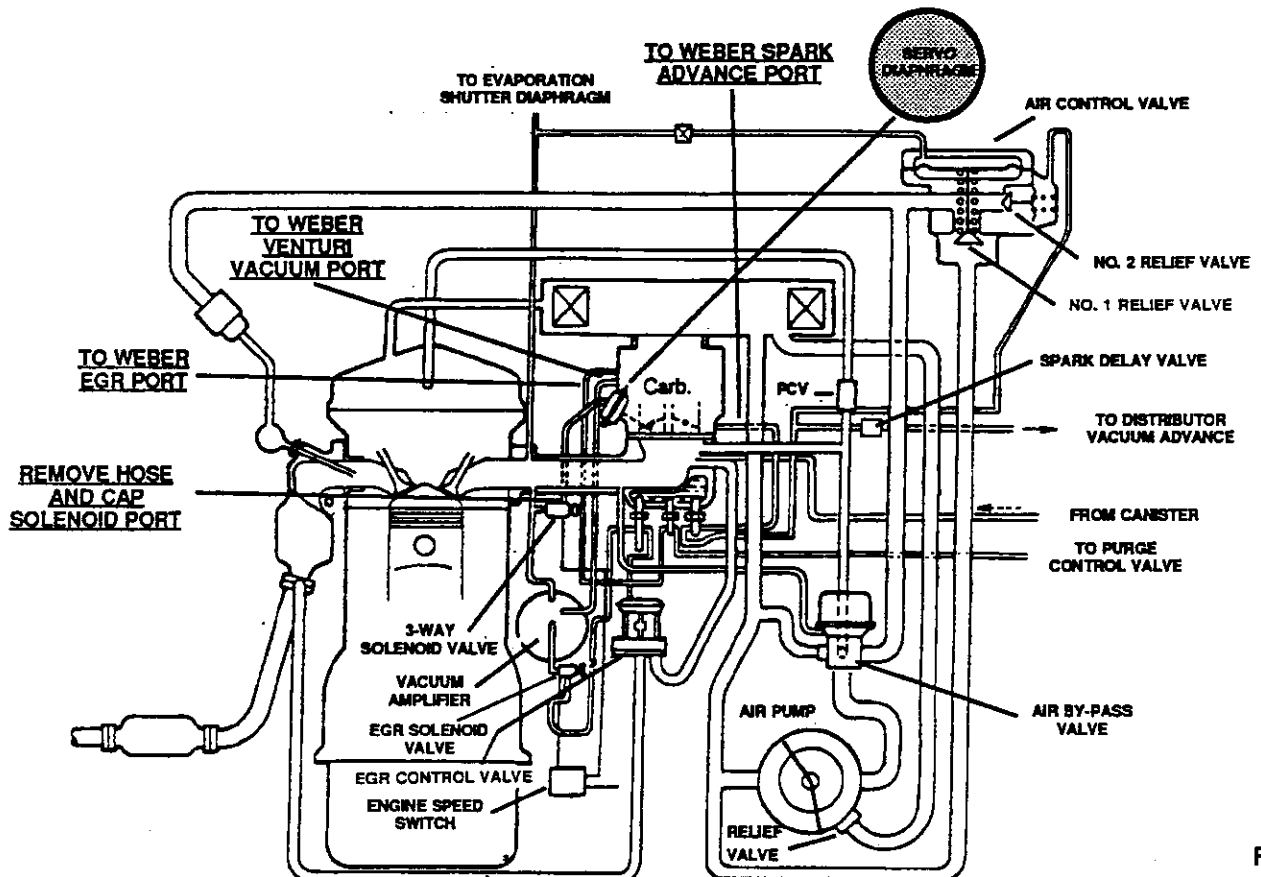 TO EVAPORATION
SHUTTER DIAPHRAGM
TO WEBER SPARK
ADVANCE PORT
SERVO
DIAPHRAGM
AIR CONTROL VALVE
TO WEBER
VENTURI
VACUUM PORT
NO. 2 RELIEF VALVE
NO. 1 RELIEF VALVE
TO WEBER
EGR PORT
Carb.
PCV
SPARK DELAY VALVE
TO DISTRIBUTOR
VACUUM ADVANCE
REMOVE HOSE
AND CAP
SOLENOID PORT
FROM CANISTER
TO PURGE
CONTROL VALVE
3-WAY
SOLENOID VALVE
VACUUM
AMPLIFIER
EGR SOLENOID
VALVE
EGR CONTROL VALVE
ENGINE SPEED
SWITCH
AIR PUMP
AIR BY-PASS
VALVE
RELIEF
VALVE
F